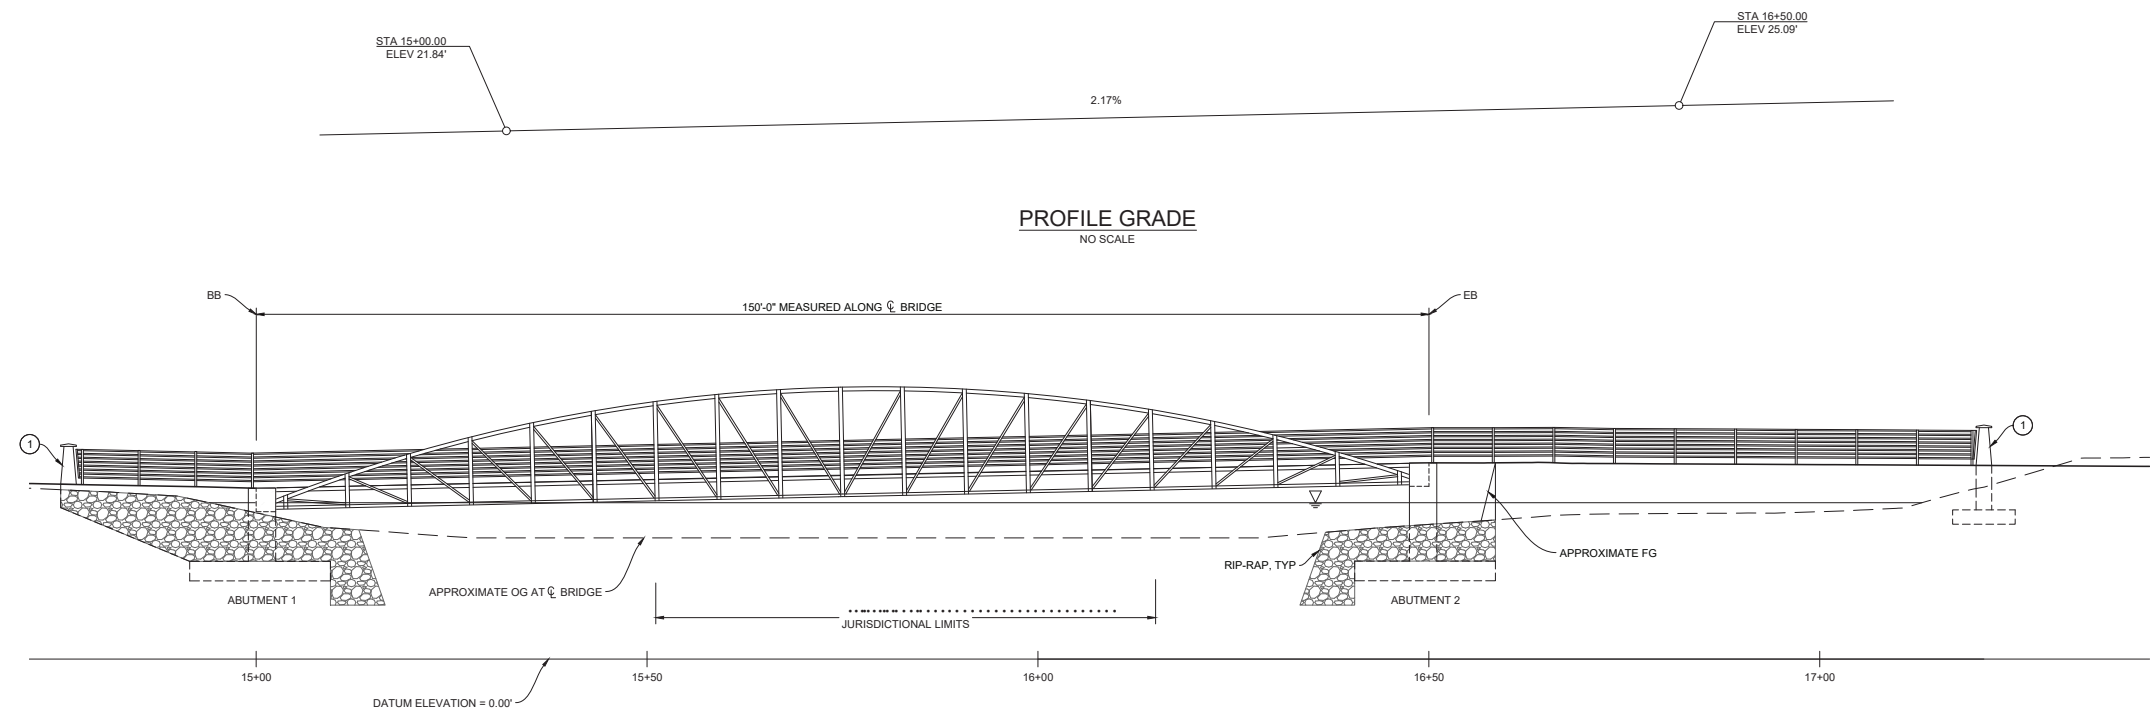 STA 15+00.00
ELEV 21.84'
STA 16+50.00
ELEV 25.09'
2.17%
PROFILE GRADE
NO SCALE
BB
150'-0" MEASURED ALONG ℄ BRIDGE
EB
1
1
RIP-RAP, TYP
APPROXIMATE FG
ABUTMENT 1
APPROXIMATE OG AT ℄ BRIDGE
ABUTMENT 2
JURISDICTIONAL LIMITS
15+00
15+50
16+00
16+50
17+00
DATUM ELEVATION = 0.00'